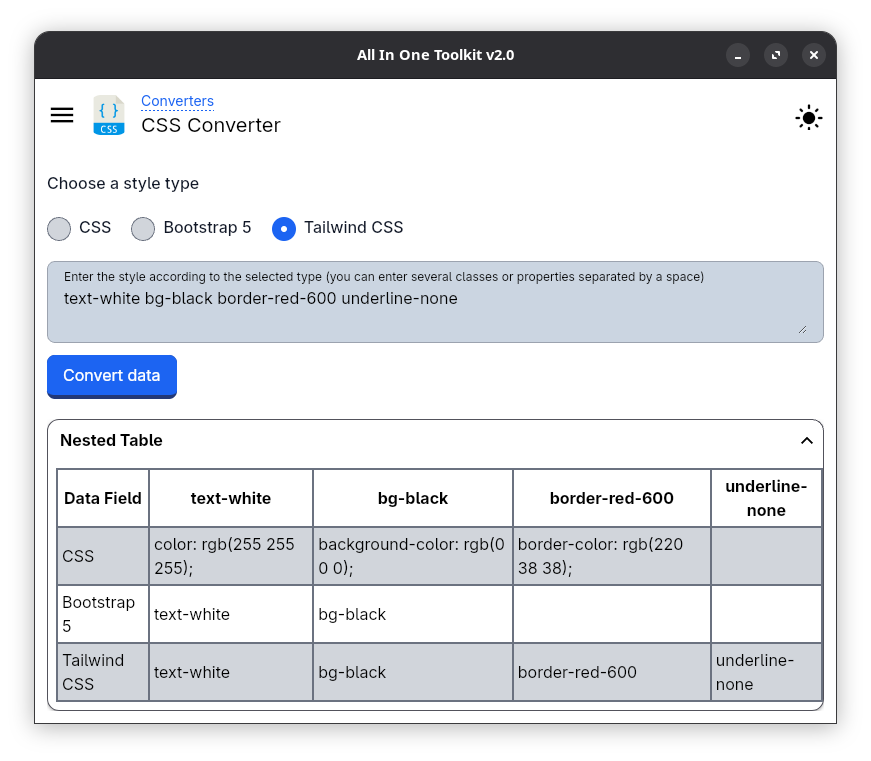 All In One Toolkit v2.0
{ }
CSS
Converters
CSS Converter
Choose a style type
CSS Bootstrap 5 Tailwind CSS
Enter the style according to the selected type (you can enter several classes or properties separated by a space)
text-white bg-black border-red-600 underline-none
Convert data
Nested Table
Data Field text-white bg-black border-red-600 underline-
none
CSS color: rgb(255 255 background-color: rgb(0 border-color: rgb(220
255); 0 0); 38 38);
Bootstrap text-white bg-black
5
Tailwind text-white bg-black border-red-600 underline-
CSS none